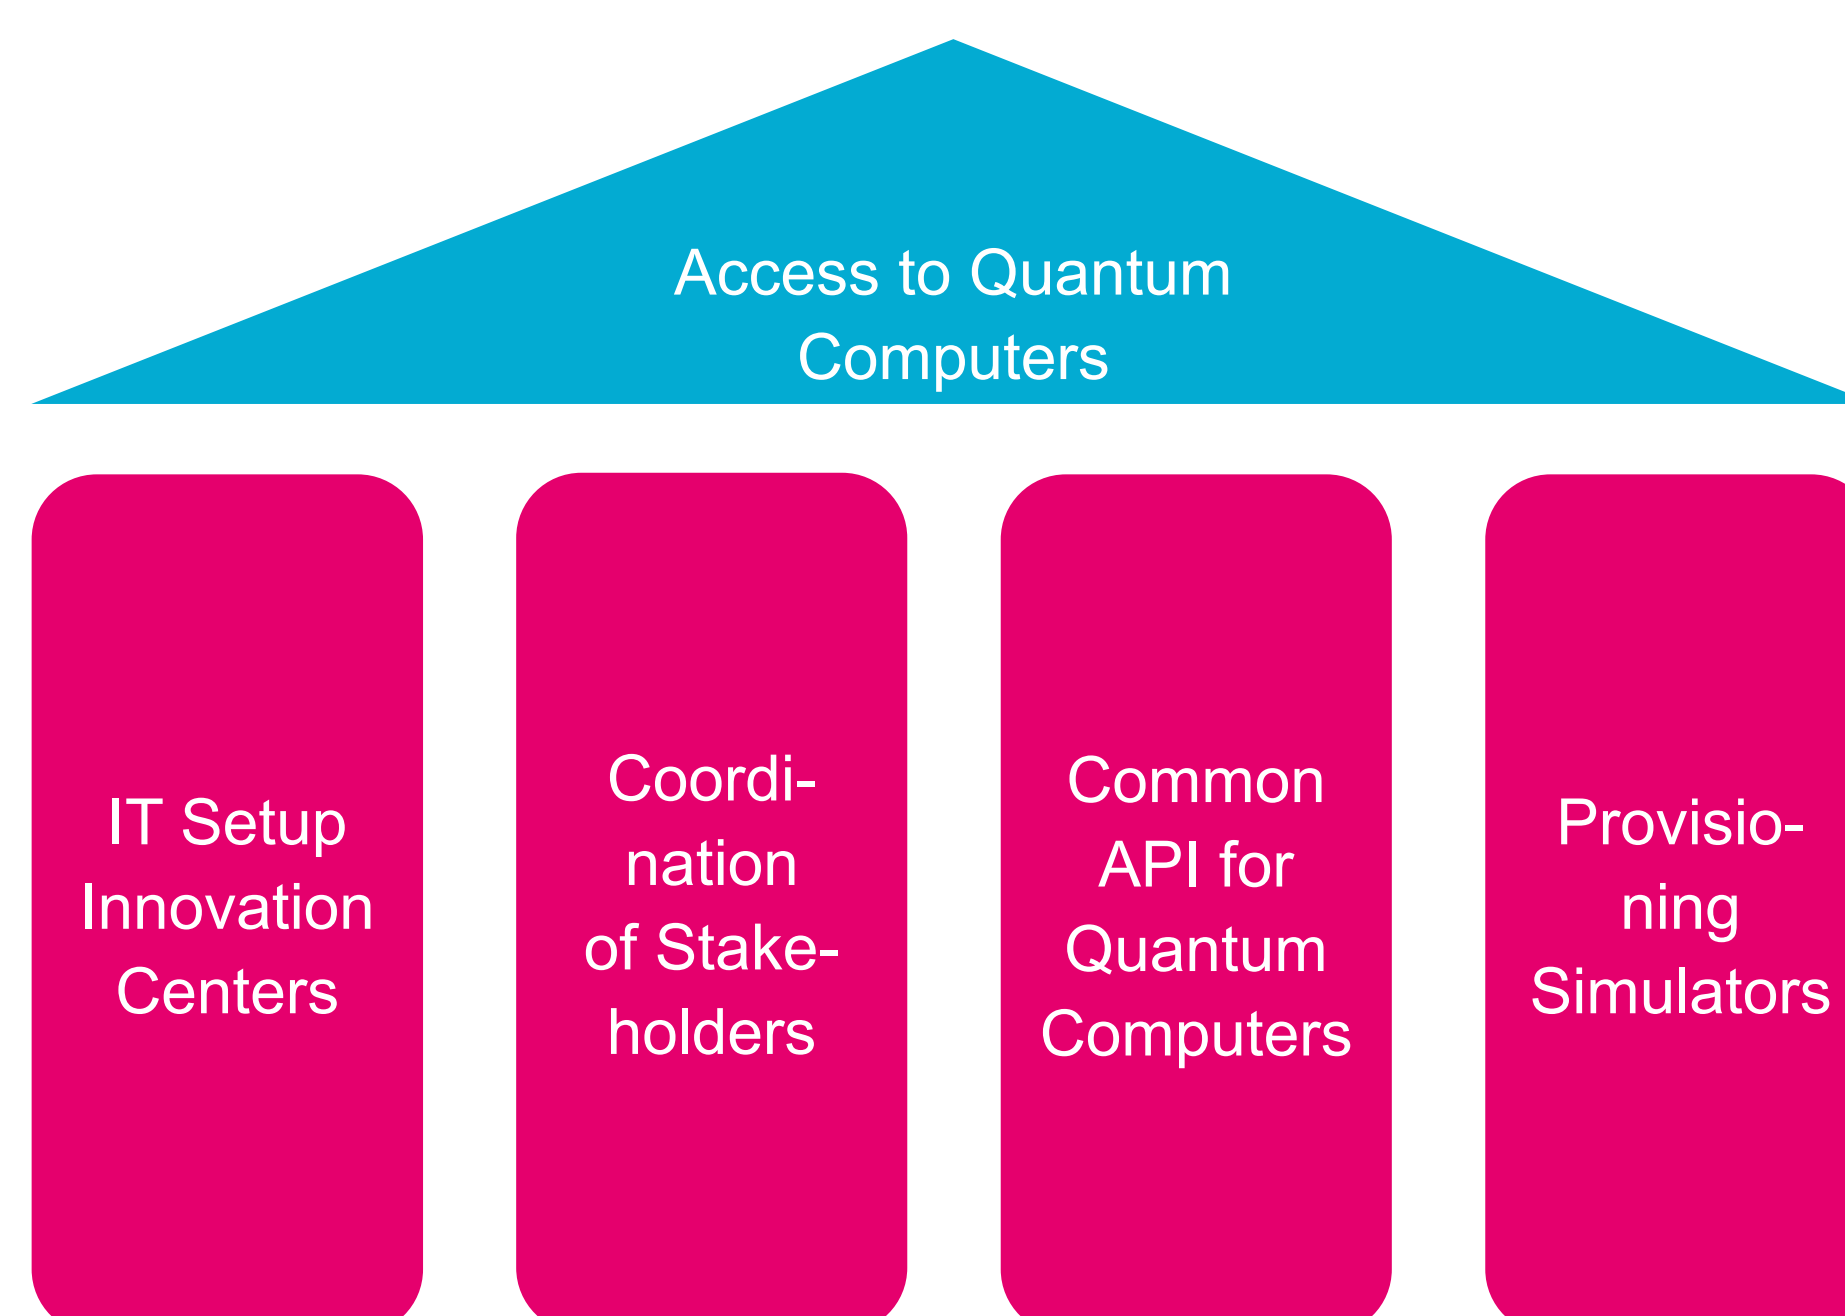 Access to Quantum
Computers
IT Setup
Innovation
Centers
Coordi-
nation
of Stake-
holders
Common
API for
Quantum
Computers
Provisio-
ning
Simulators